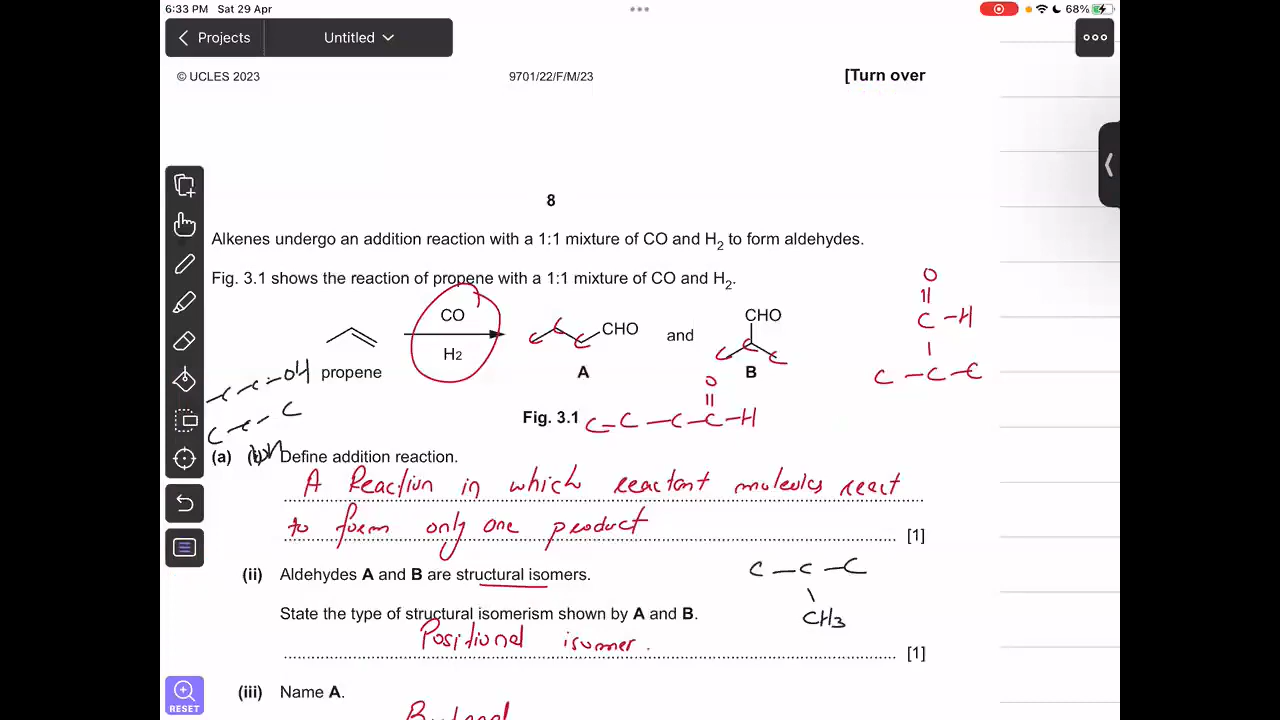 6:33 PM Sat 29 Apr
68%
Projects
Untitled
© UCLES 2023
9701/22/F/M/23
[Turn over
8
Alkenes undergo an addition reaction with a 1:1 mixture of CO and H2 to form aldehydes.
Fig. 3.1 shows the reaction of propene with a 1:1 mixture of CO and H2.
O
C-H
C-C-C
CO
H2
propene
CHO
A
and
CHO
B
C-C-OH
C-C-C
O
Fig. 3.1
C-C-C-C-H
(a) (i) Define addition reaction.
A Reaction in which reactant molecules react
to form only one product
[1]
(ii) Aldehydes A and B are structural isomers.
C-C-C
CH3
State the type of structural isomerism shown by A and B.
Positional isomer.
[1]
(iii) Name A.
Butanal
RESET